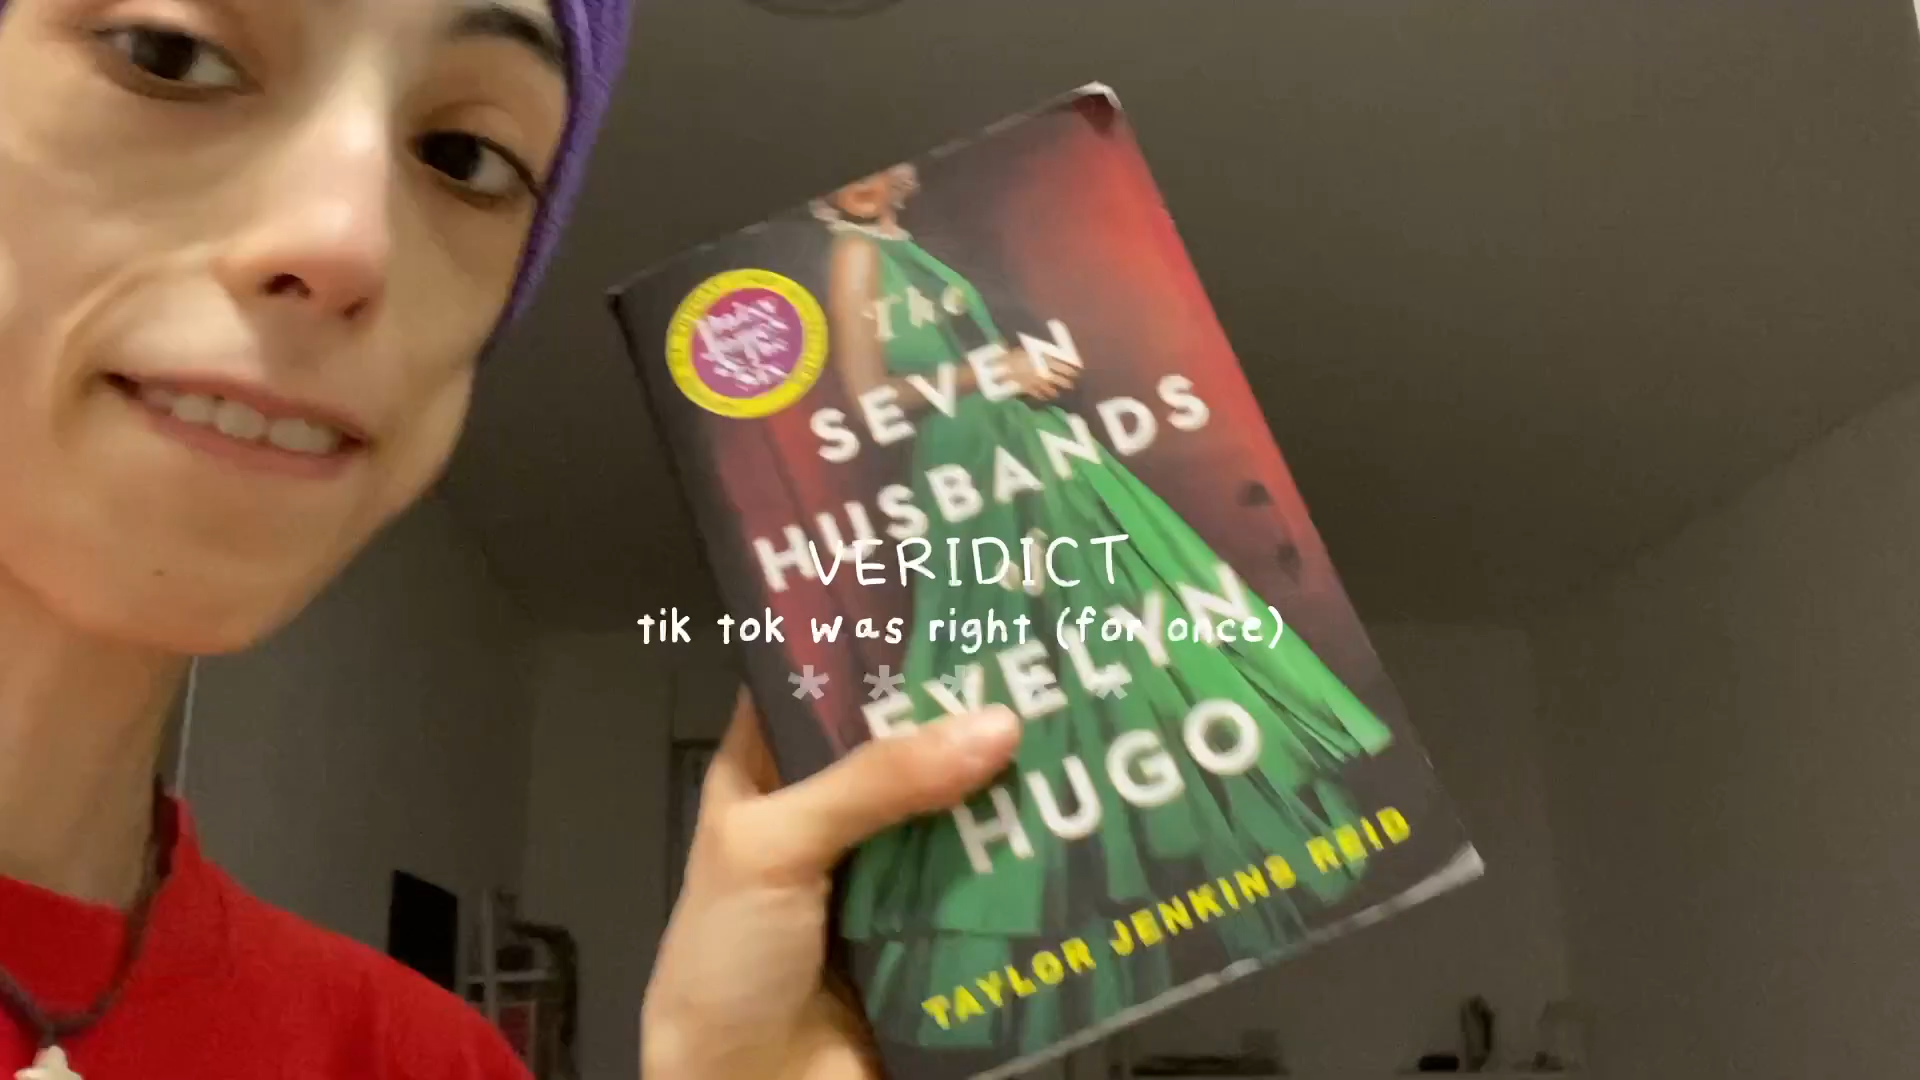 The
SEVEN
HUSBANDS
OF
EVELYN
HUGO
TAYLOR JENKINS REID
VERIDICT
tik tok was right (for once)
* * * * *